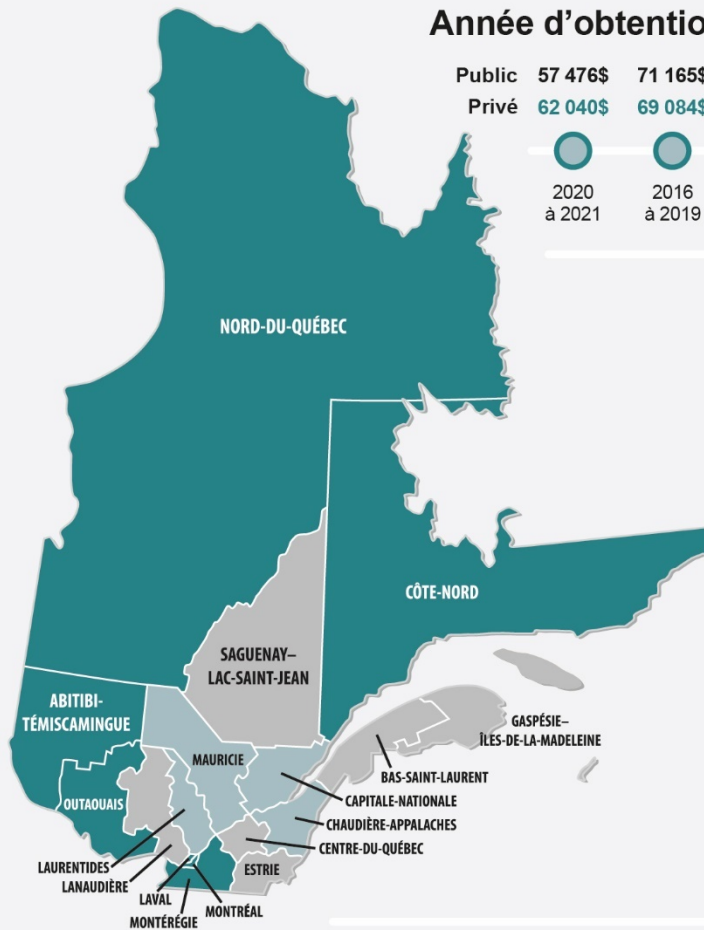 Année d'obtentio
Public 57 476$ 71 165$
Privé 62 040$ 69 084$
2020 2016
à 2021 à 2019
NORD-DU-QUÉBEC
CÔTE-NORD
SAGUENAY–
LAC-SAINT-JEAN
ABITIBI-
TÉMISCAMINGUE
GASPÉSIE–
ÎLES-DE-LA-MADELEINE
MAURICIE
BAS-SAINT-LAURENT
OUTAOUAIS
CAPITALE-NATIONALE
CHAUDIÈRE-APPALACHES
CENTRE-DU-QUÉBEC
LAURENTIDES
ESTRIE
LANAUDIÈRE
LAVAL
MONTRÉAL
MONTÉRÉGIE